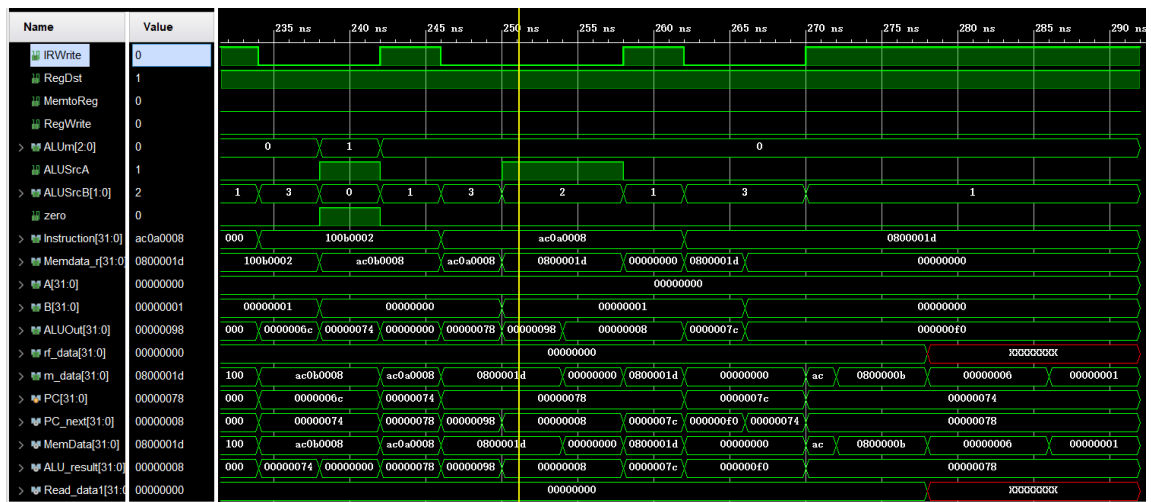 Name Value 235 ns 240 ns 245 ns 250 ns 255 ns 260 ns 265 ns 270 ns 275 ns 280 ns 285 ns 290 ns
IRWrite 0
RegDst 1
MemtoReg 0
RegWrite 0
ALUm[2:0] 0 0 1 0
ALUSrcA 1
ALUSrcB[1:0] 2 1 3 0 1 3 2 1 3 1
zero 0
Instruction[31:0] ac0a0008 000 100b0002 ac0a0008 0800001d
Memdata_r[31:0] 0800001d 100b0002 ac0b0008 ac0a0008 0800001d 00000000 0800001d 00000000
A[31:0] 00000000 00000000
B[31:0] 00000001 00000001 00000000 00000001 00000000
ALUOut[31:0] 00000098 000 0000006c 00000074 00000000 00000078 00000098 00000008 0000007c 000000f0
rf_data[31:0] 00000000 00000000 XXXXXXXX
m_data[31:0] 0800001d 100 ac0b0008 ac0a0008 0800001d 00000000 0800001d 00000000 ac 0800000b 00000006 00000001
PC[31:0] 00000078 000 0000006c 00000074 00000078 0000007c 00000074
PC_next[31:0] 00000008 000 00000074 00000078 00000098 00000008 0000007c 000000f0 00000074 00000078
MemData[31:0] 0800001d 100 ac0b0008 ac0a0008 0800001d 00000000 0800001d 00000000 ac 0800000b 00000006 00000001
ALU_result[31:0] 00000008 000 00000074 00000000 00000078 00000098 00000008 0000007c 000000f0 00000078
Read_data1[31:0 00000000 00000000 XXXXXXXX